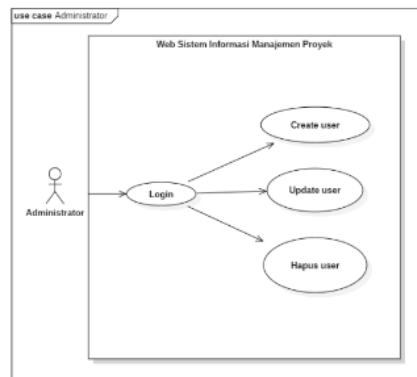 use case Administrator
Web Sistem Informasi Manajemen Proyek
Create user
Login
Update user
Administrator
Hapus user